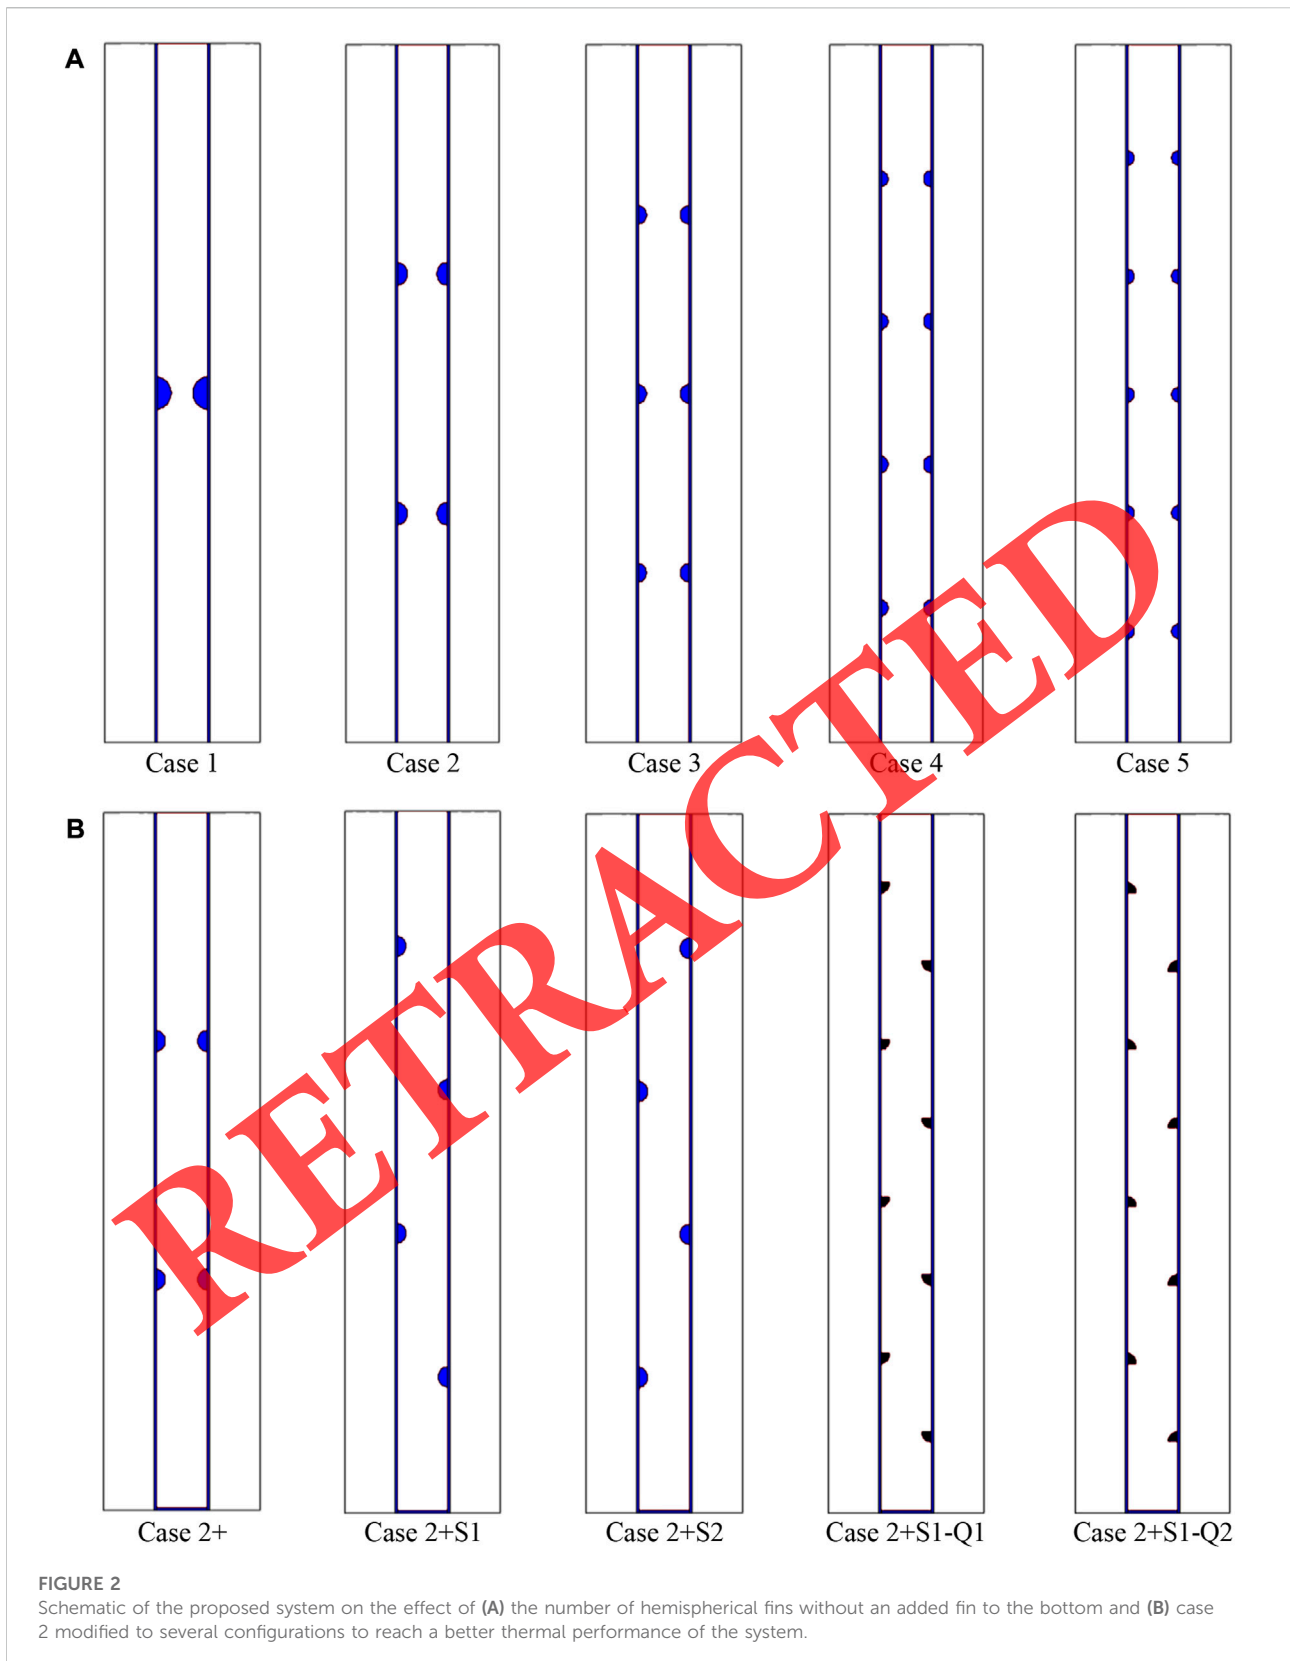 A
Case 1
Case 2
Case 3
Case 4
Case 5
B
Case 2+
Case 2+S1
Case 2+S2
Case 2+S1-Q1
Case 2+S1-Q2
RETRACTED
FIGURE 2
Schematic of the proposed system on the effect of (A) the number of hemispherical fins without an added fin to the bottom and (B) case
2 modified to several configurations to reach a better thermal performance of the system.